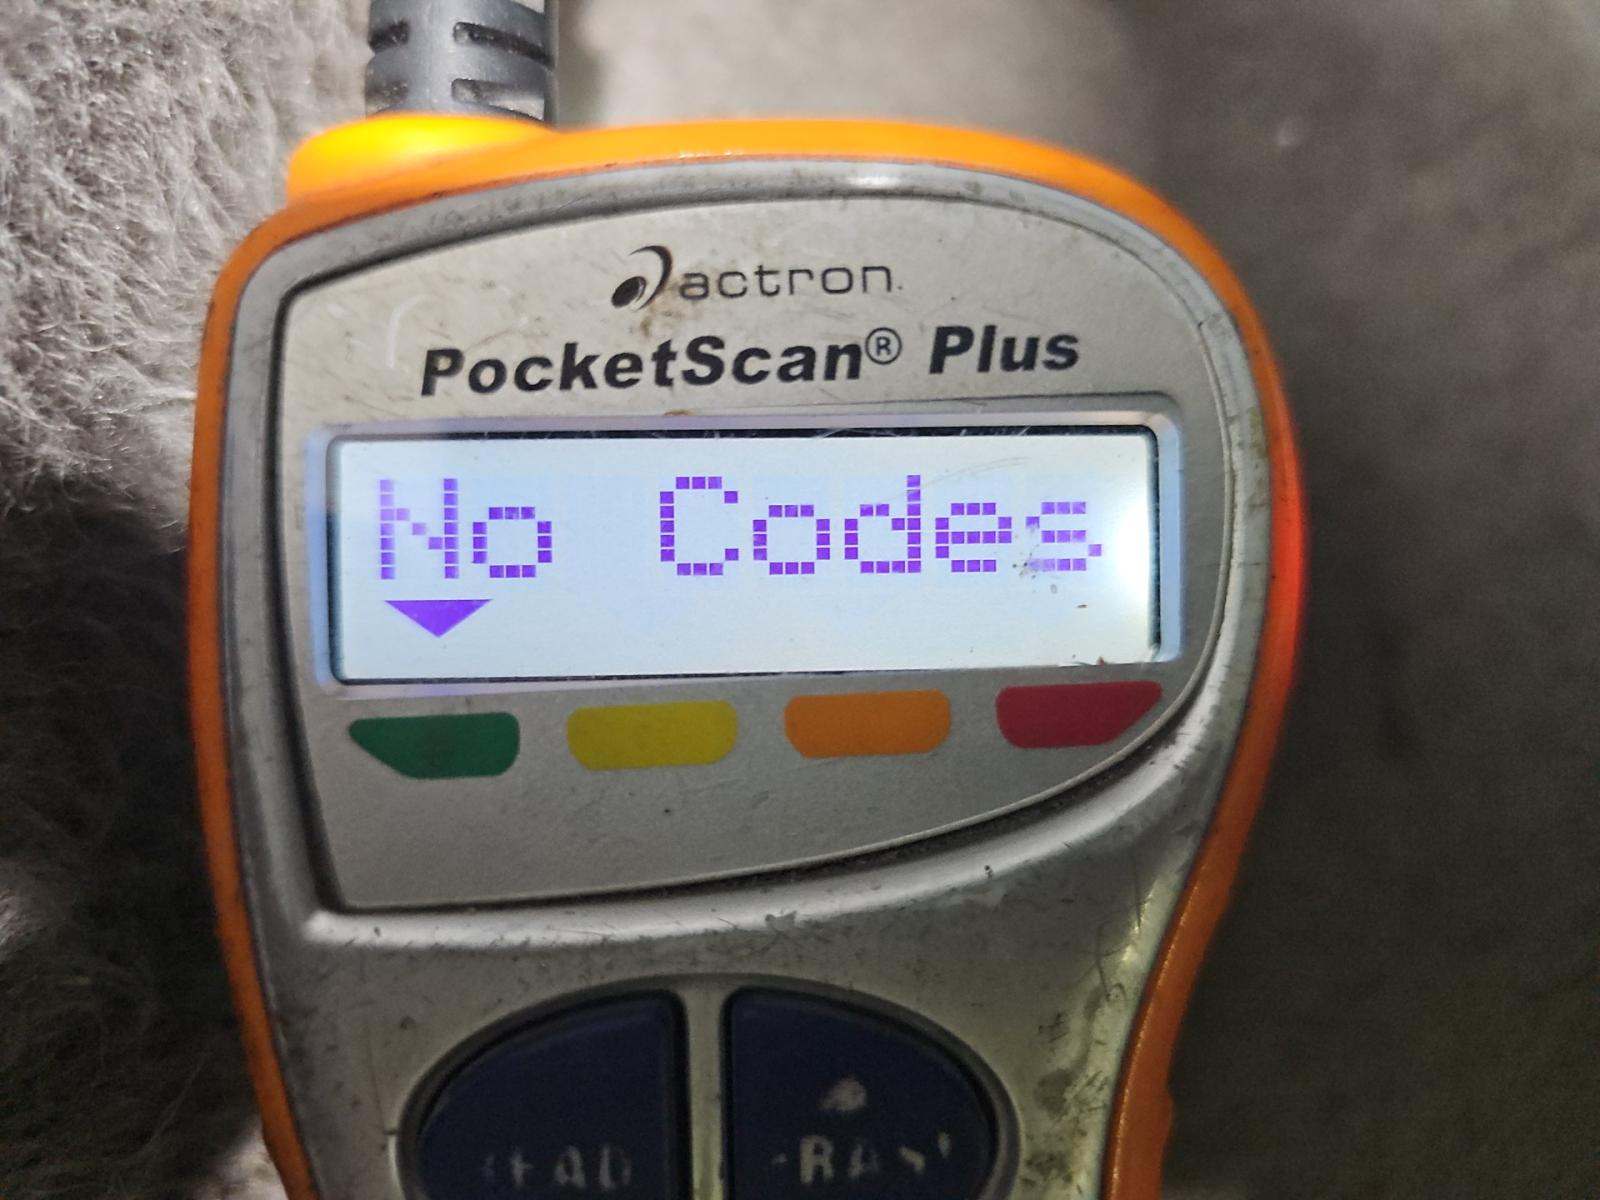 actron.
PocketScan® Plus
No Codes